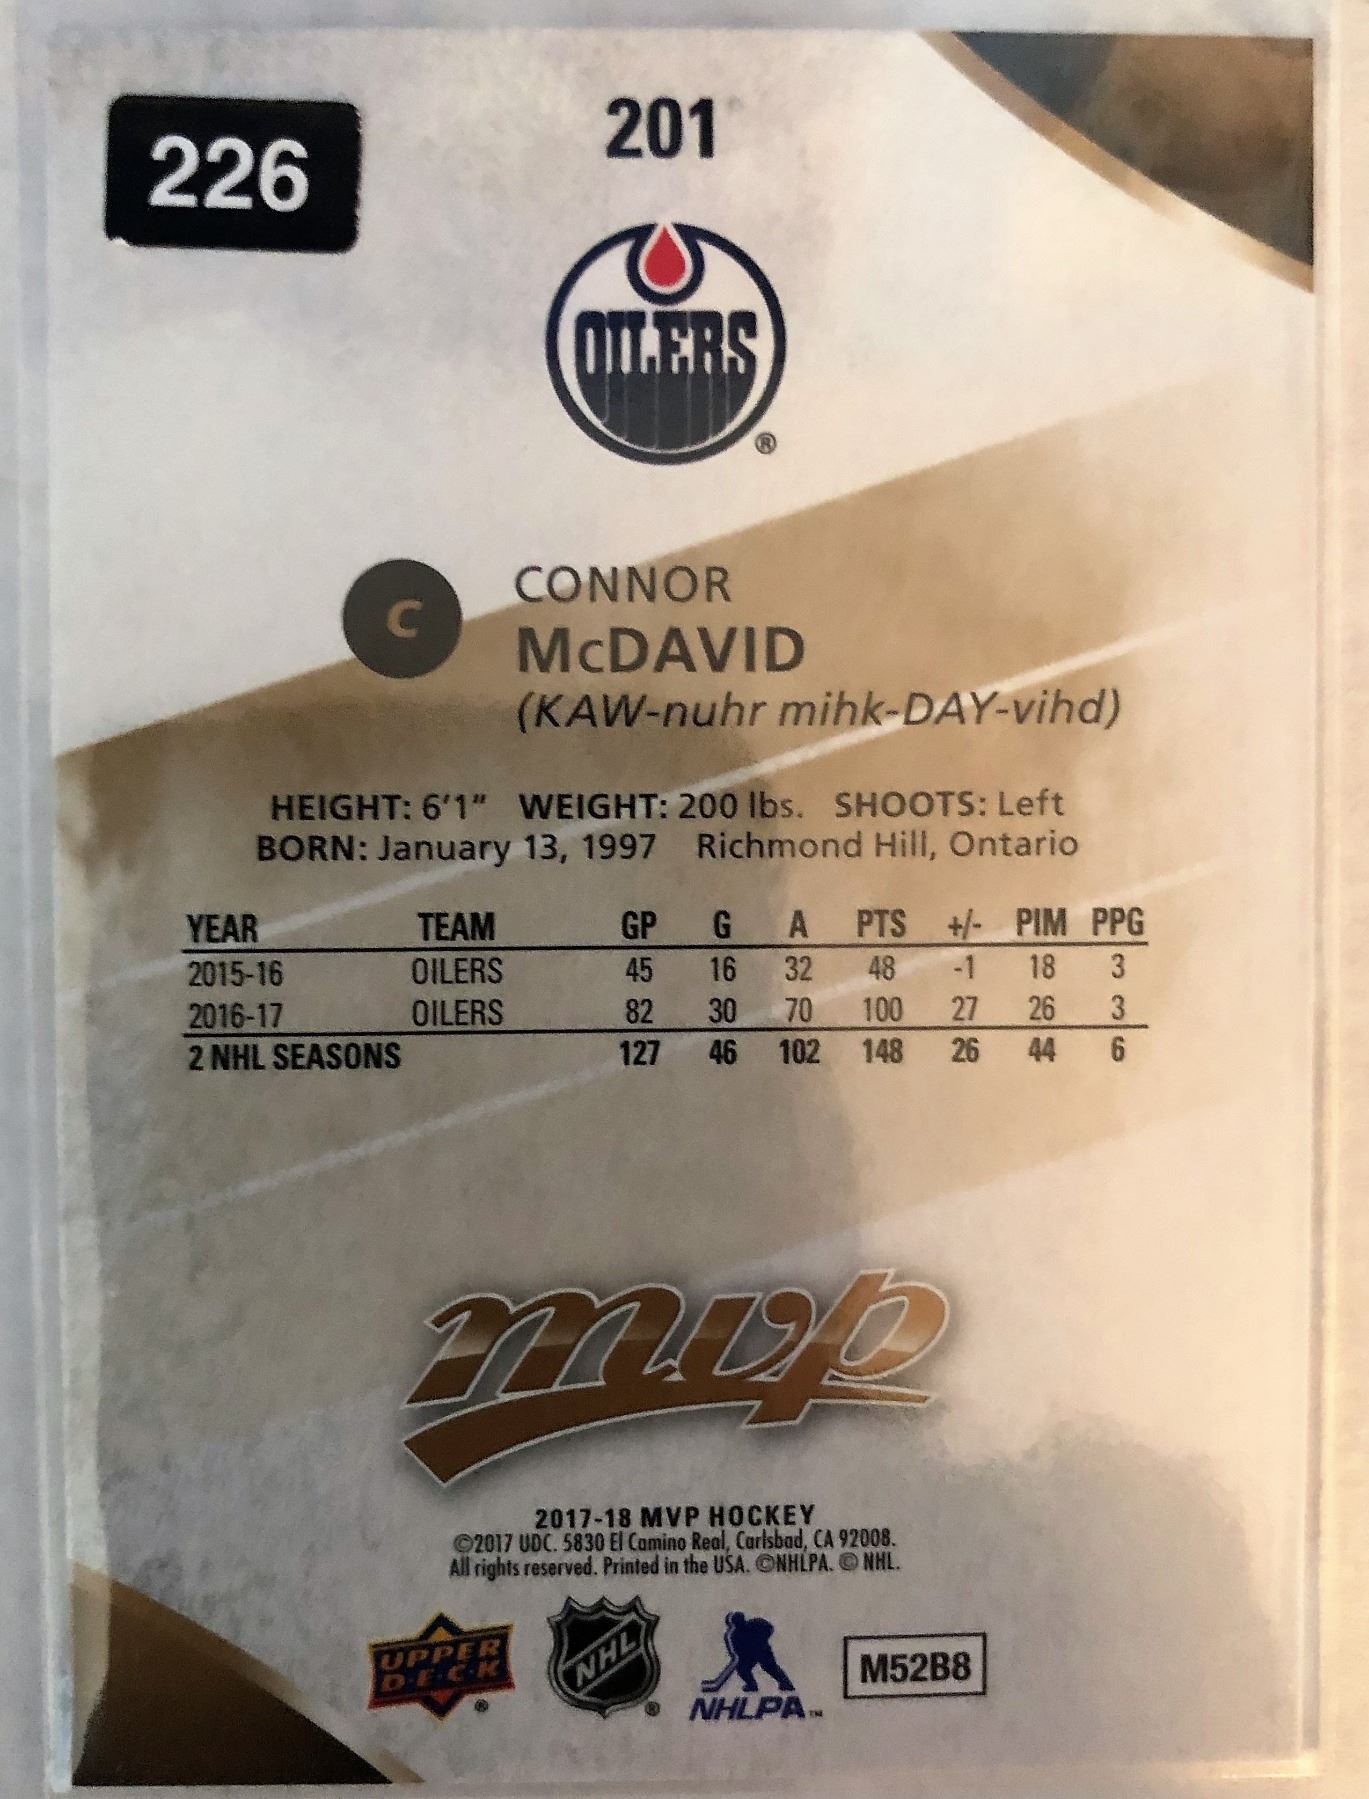 226
201
OILERS
®
C
CONNOR
McDAVID
(KAW-nuhr mihk-DAY-vihd)
HEIGHT: 6'1" WEIGHT: 200 lbs. SHOOTS: Left
BORN: January 13, 1997 Richmond Hill, Ontario
YEAR TEAM GP G A PTS +/- PIM PPG
2015-16 OILERS 45 16 32 48 -1 18 3
2016-17 OILERS 82 30 70 100 27 26 3
2 NHL SEASONS 127 46 102 148 26 44 6
mvp
2017-18 MVP HOCKEY
©2017 UDC. 5830 El Camino Real, Carlsbad, CA 92008.
All rights reserved. Printed in the USA. ©NHLPA. © NHL.
UPPER
D·E·C·K®
NHL®
NHLPA™
M52B8